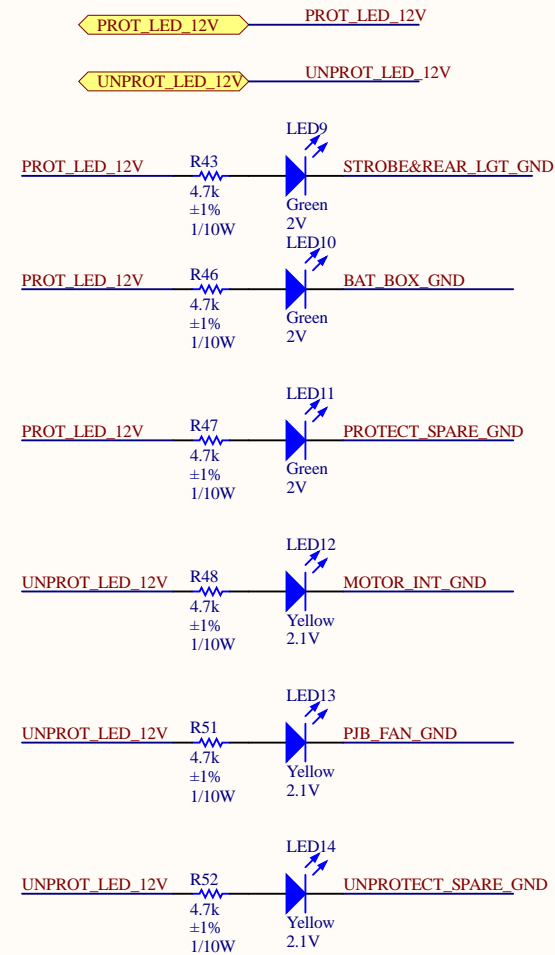 PROT_LED_12V PROT_LED_12V
UNPROT_LED_12V UNPROT_LED_12V
LED9
PROT_LED_12V R43 STROBE&REAR_LGT_GND
4.7k
±1%
1/10W
Green
2V
LED10
PROT_LED_12V R46 BAT_BOX_GND
4.7k
±1%
1/10W
Green
2V
LED11
PROT_LED_12V R47 PROTECT_SPARE_GND
4.7k
±1%
1/10W
Green
2V
LED12
UNPROT_LED_12V R48 MOTOR_INT_GND
4.7k
±1%
1/10W
Yellow
2.1V
LED13
UNPROT_LED_12V R51 PJB_FAN_GND
4.7k
±1%
1/10W
Yellow
2.1V
LED14
UNPROT_LED_12V R52 UNPROTECT_SPARE_GND
4.7k
±1%
1/10W
Yellow
2.1V